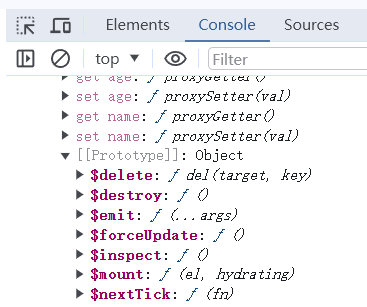 Elements Console Sources
top Filter
get age: ƒ proxyGetter()
set age: ƒ proxySetter(val)
get name: ƒ proxyGetter()
set name: ƒ proxySetter(val)
[[Prototype]]: Object
$delete: ƒ del(target, key)
$destroy: ƒ ()
$emit: ƒ (...args)
$forceUpdate: ƒ ()
$inspect: ƒ ()
$mount: ƒ (el, hydrating)
$nextTick: ƒ (fn)